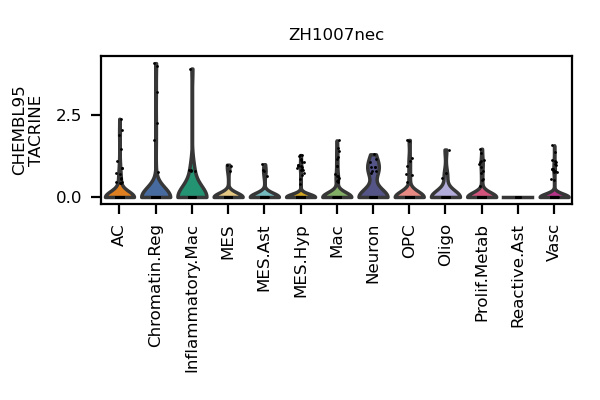 ZH1007nec
CHEMBL95
TACRINE
2.5
0.0
AC
Chromatin.Reg
Inflammatory.Mac
MES
MES.Ast
MES.Hyp
Mac
Neuron
OPC
Oligo
Prolif.Metab
Reactive.Ast
Vasc